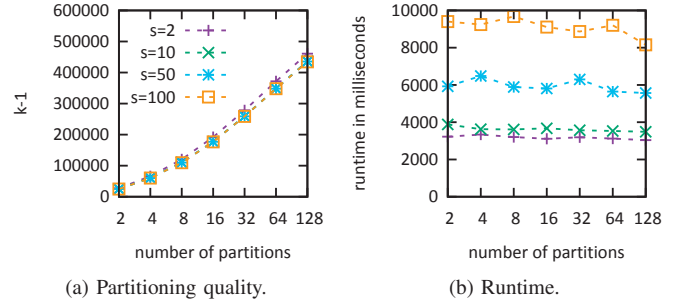 600000
500000
400000
300000
200000
100000
0
k-1
s=2
s=10
s=50
s=100
2 4 8 16 32 64 128
number of partitions
(a) Partitioning quality.
10000
8000
6000
4000
2000
0
runtime in milliseconds
2 4 8 16 32 64 128
number of partitions
(b) Runtime.